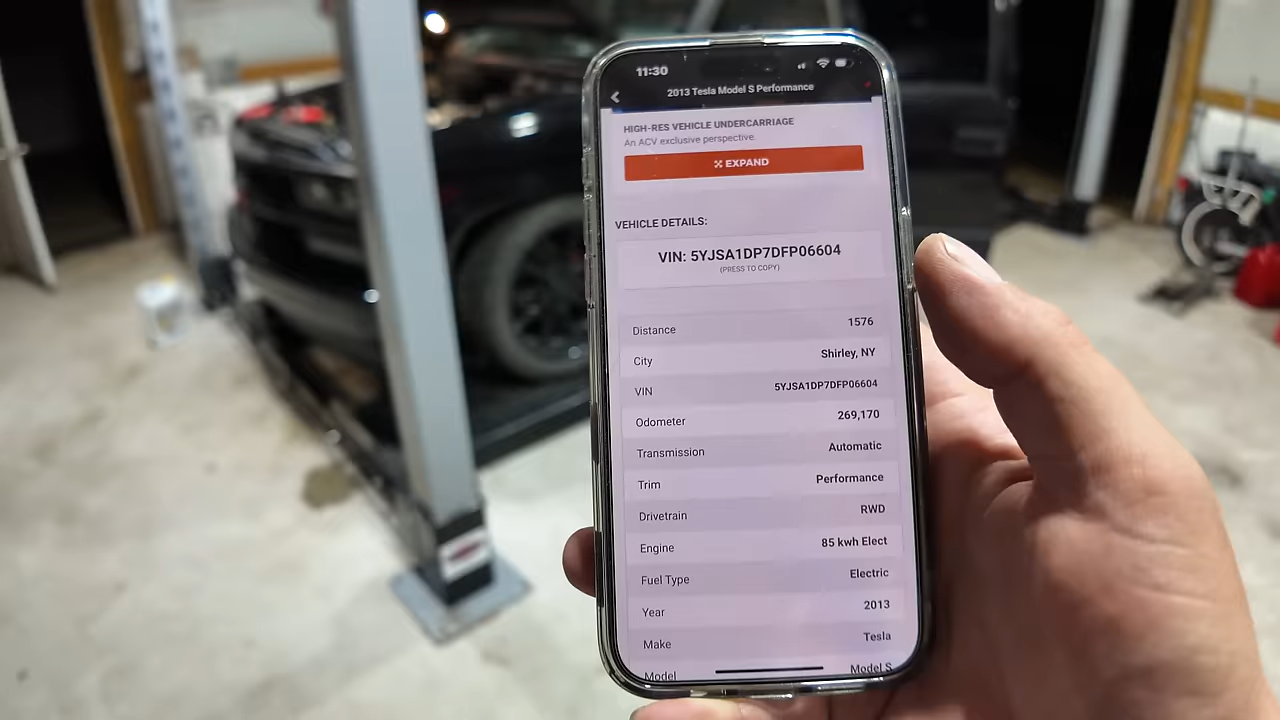 11:30
2013 Tesla Model S Performance
HIGH-RES VEHICLE UNDERCARRIAGE
An ACV exclusive perspective.
EXPAND
VEHICLE DETAILS:
VIN: 5YJSA1DP7DFP06604
(PRESS TO COPY)
Distance 1576
City Shirley, NY
VIN 5YJSA1DP7DFP06604
Odometer 269,170
Transmission Automatic
Trim Performance
Drivetrain RWD
Engine 85 kwh Elect
Fuel Type Electric
Year 2013
Make Tesla
Model Model S